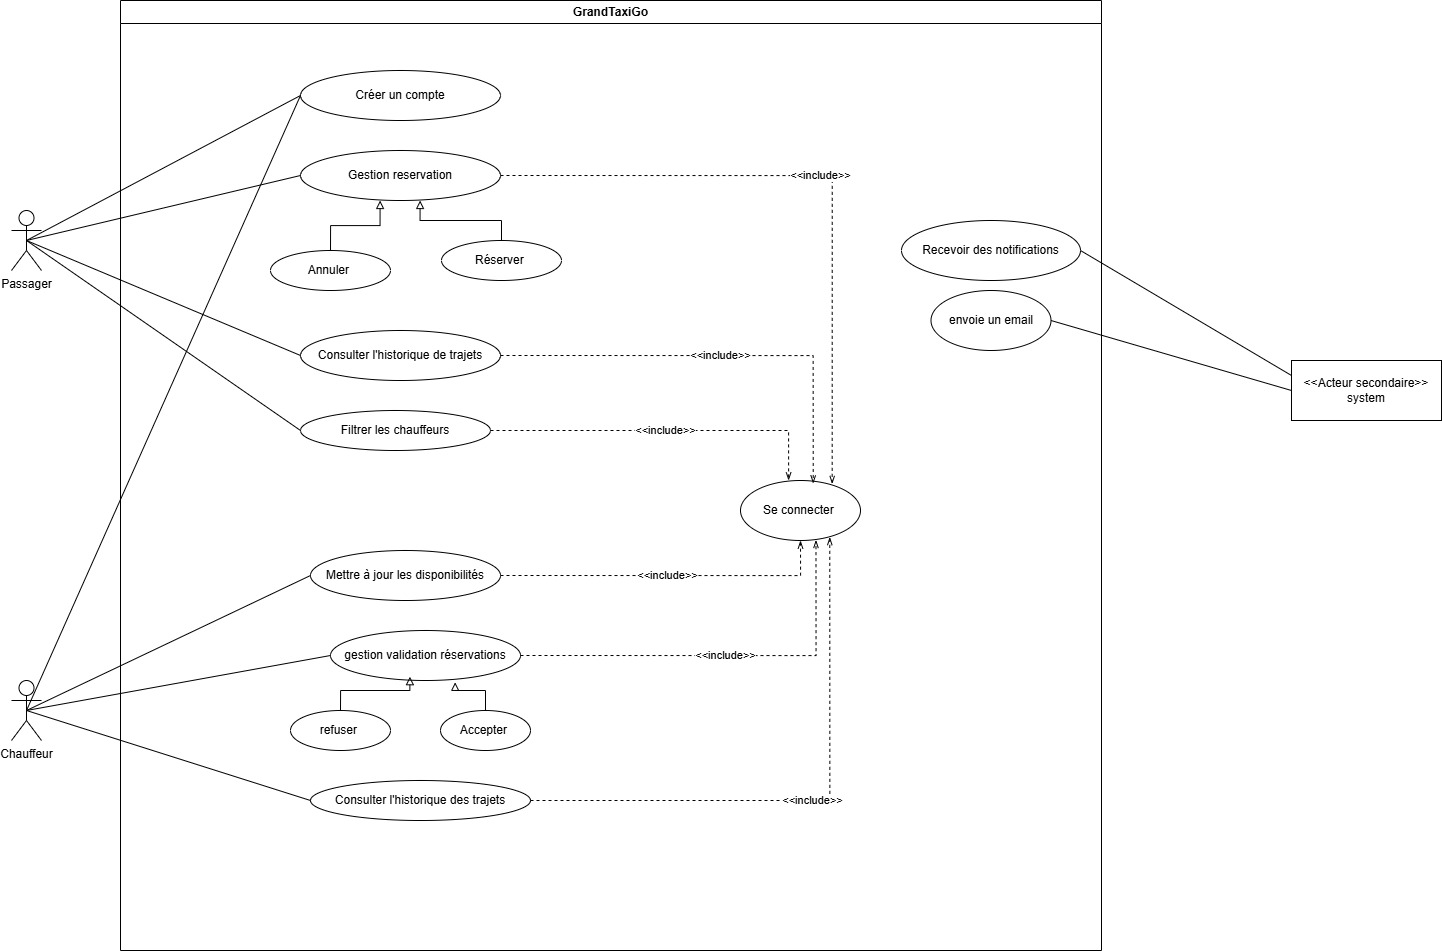 GrandTaxiGo
Créer un compte
Gestion reservation
<<include>>
Annuler
Réserver
Recevoir des notifications
Passager
envoie un email
Consulter l'historique de trajets
<<include>>
<<Acteur secondaire>>
system
Filtrer les chauffeurs
<<include>>
Se connecter
Mettre à jour les disponibilités
<<include>>
gestion validation réservations
<<include>>
refuser
Accepter
Chauffeur
Consulter l'historique des trajets
<<include>>